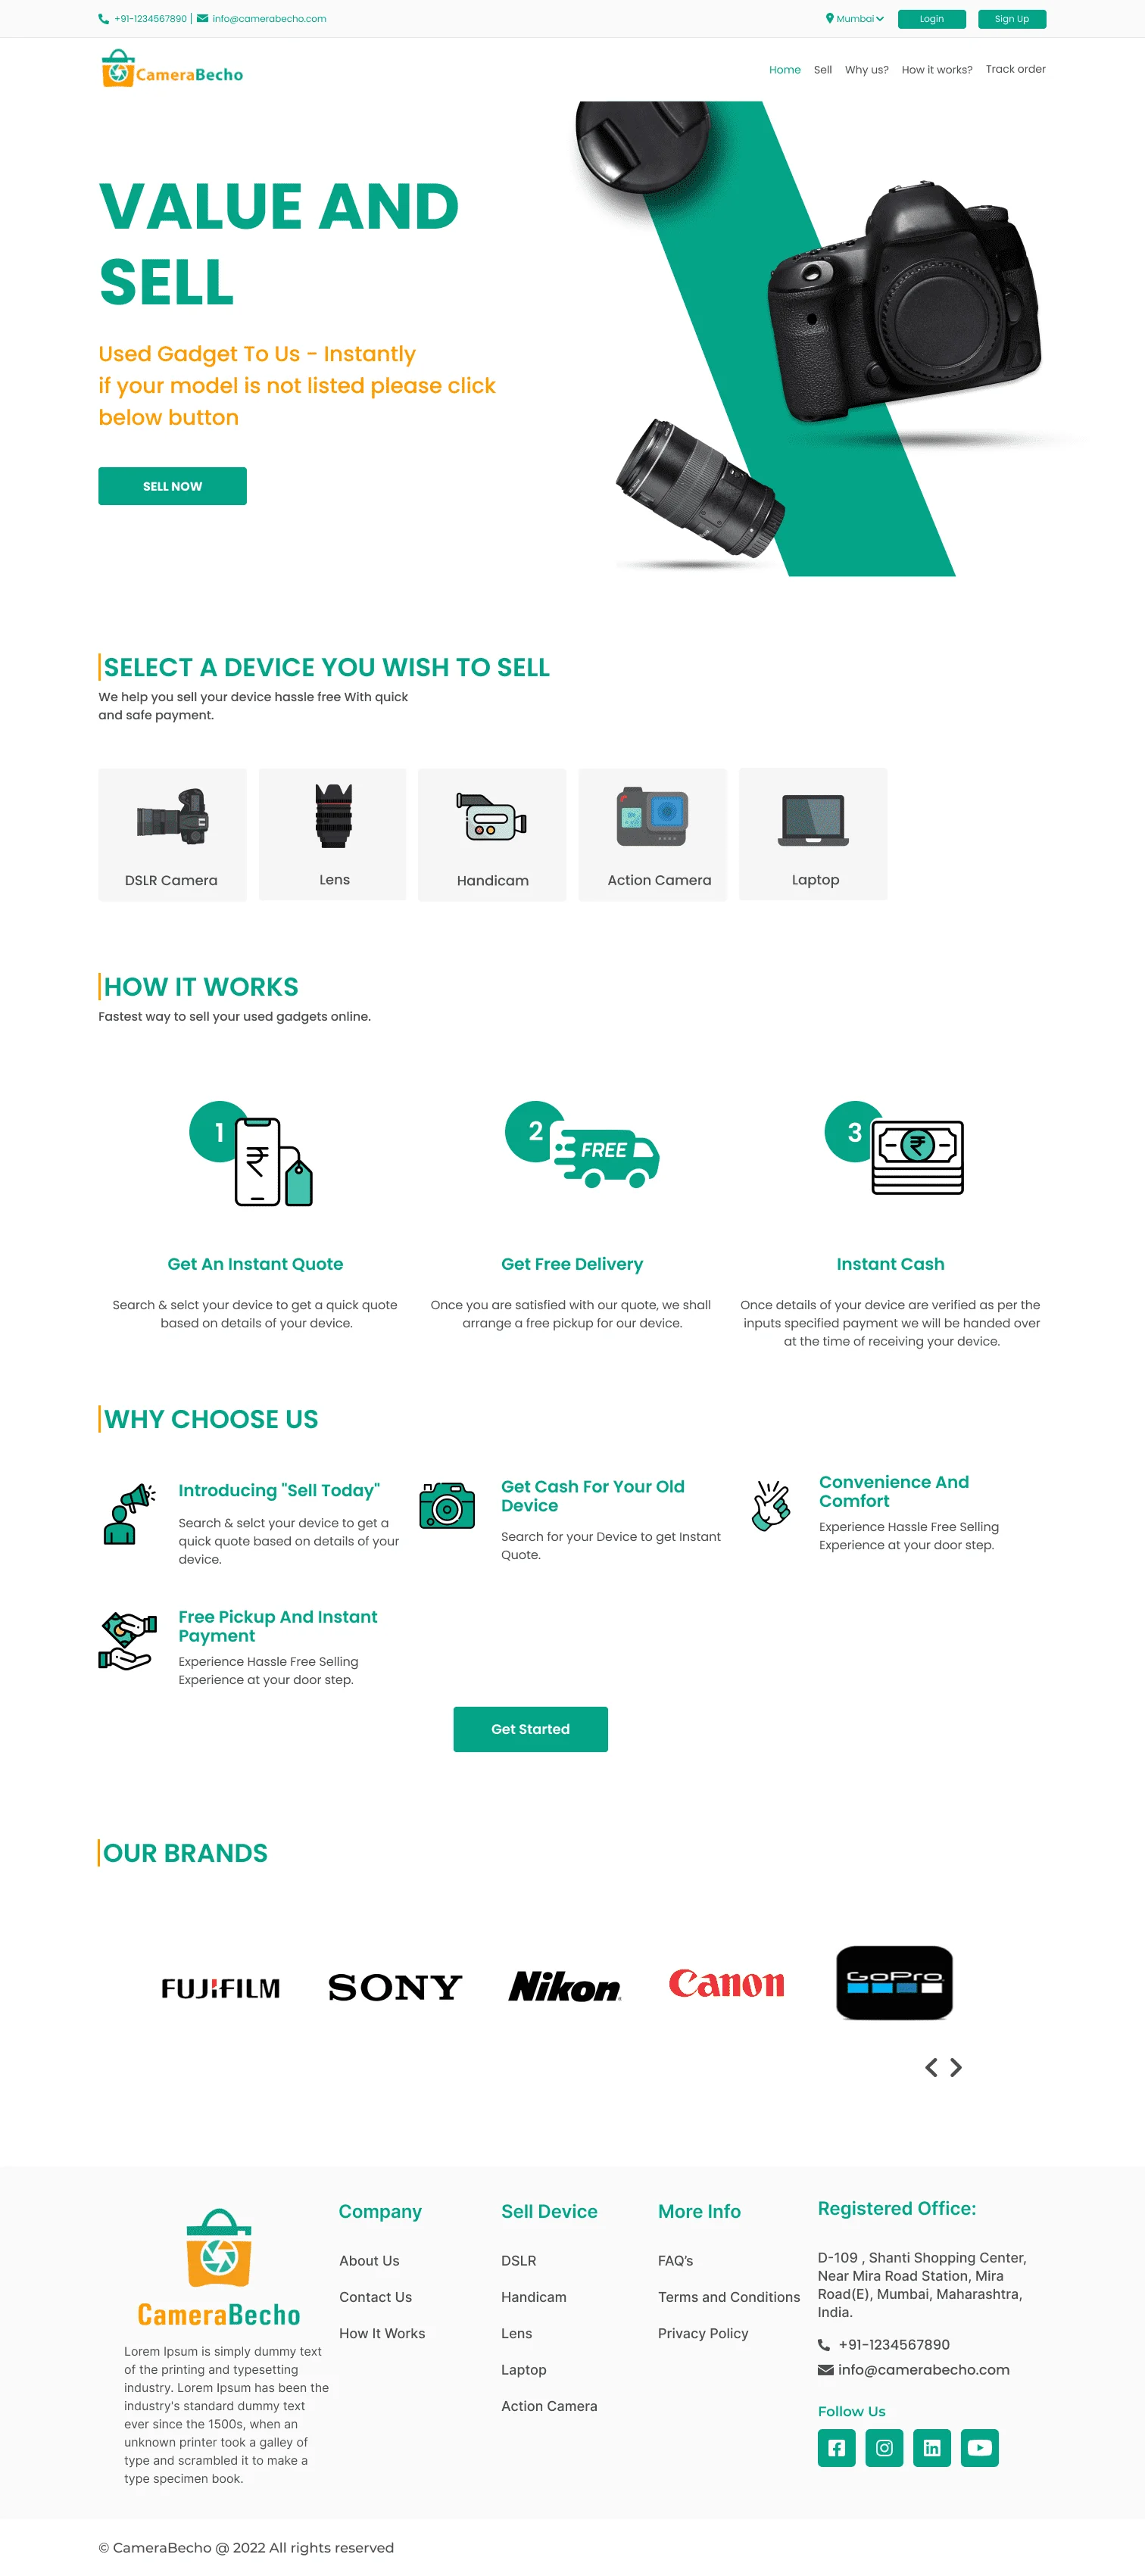 +91-1234567890 | info@camerabecho.com
Mumbai
Login
Sign Up
CameraBecho
Home
Sell
Why us?
How it works?
Track order
VALUE AND
SELL
Used Gadget To Us - Instantly
if your model is not listed please click
below button
SELL NOW
SELECT A DEVICE YOU WISH TO SELL
We help you sell your device hassle free With quick
and safe payment.
DSLR Camera
Lens
Handicam
Action Camera
Laptop
HOW IT WORKS
Fastest way to sell your used gadgets online.
1
₹
2
FREE
3
₹
Get An Instant Quote
Search & selct your device to get a quick quote
based on details of your device.
Get Free Delivery
Once you are satisfied with our quote, we shall
arrange a free pickup for our device.
Instant Cash
Once details of your device are verified as per the
inputs specified payment we will be handed over
at the time of receiving your device.
WHY CHOOSE US
Introducing "Sell Today"
Search & selct your device to get a
quick quote based on details of your
device.
Get Cash For Your Old
Device
Search for your Device to get Instant
Quote.
Convenience And
Comfort
Experience Hassle Free Selling
Experience at your door step.
Free Pickup And Instant
Payment
Experience Hassle Free Selling
Experience at your door step.
Get Started
OUR BRANDS
FUJIFILM
SONY
Nikon
Canon
GoPro
CameraBecho
Lorem Ipsum is simply dummy text
of the printing and typesetting
industry. Lorem Ipsum has been the
industry's standard dummy text
ever since the 1500s, when an
unknown printer took a galley of
type and scrambled it to make a
type specimen book.
Company
About Us
Contact Us
How It Works
Sell Device
DSLR
Handicam
Lens
Laptop
Action Camera
More Info
FAQ's
Terms and Conditions
Privacy Policy
Registered Office:
D-109 , Shanti Shopping Center,
Near Mira Road Station, Mira
Road(E), Mumbai, Maharashtra,
India.
+91-1234567890
info@camerabecho.com
Follow Us
© CameraBecho @ 2022 All rights reserved